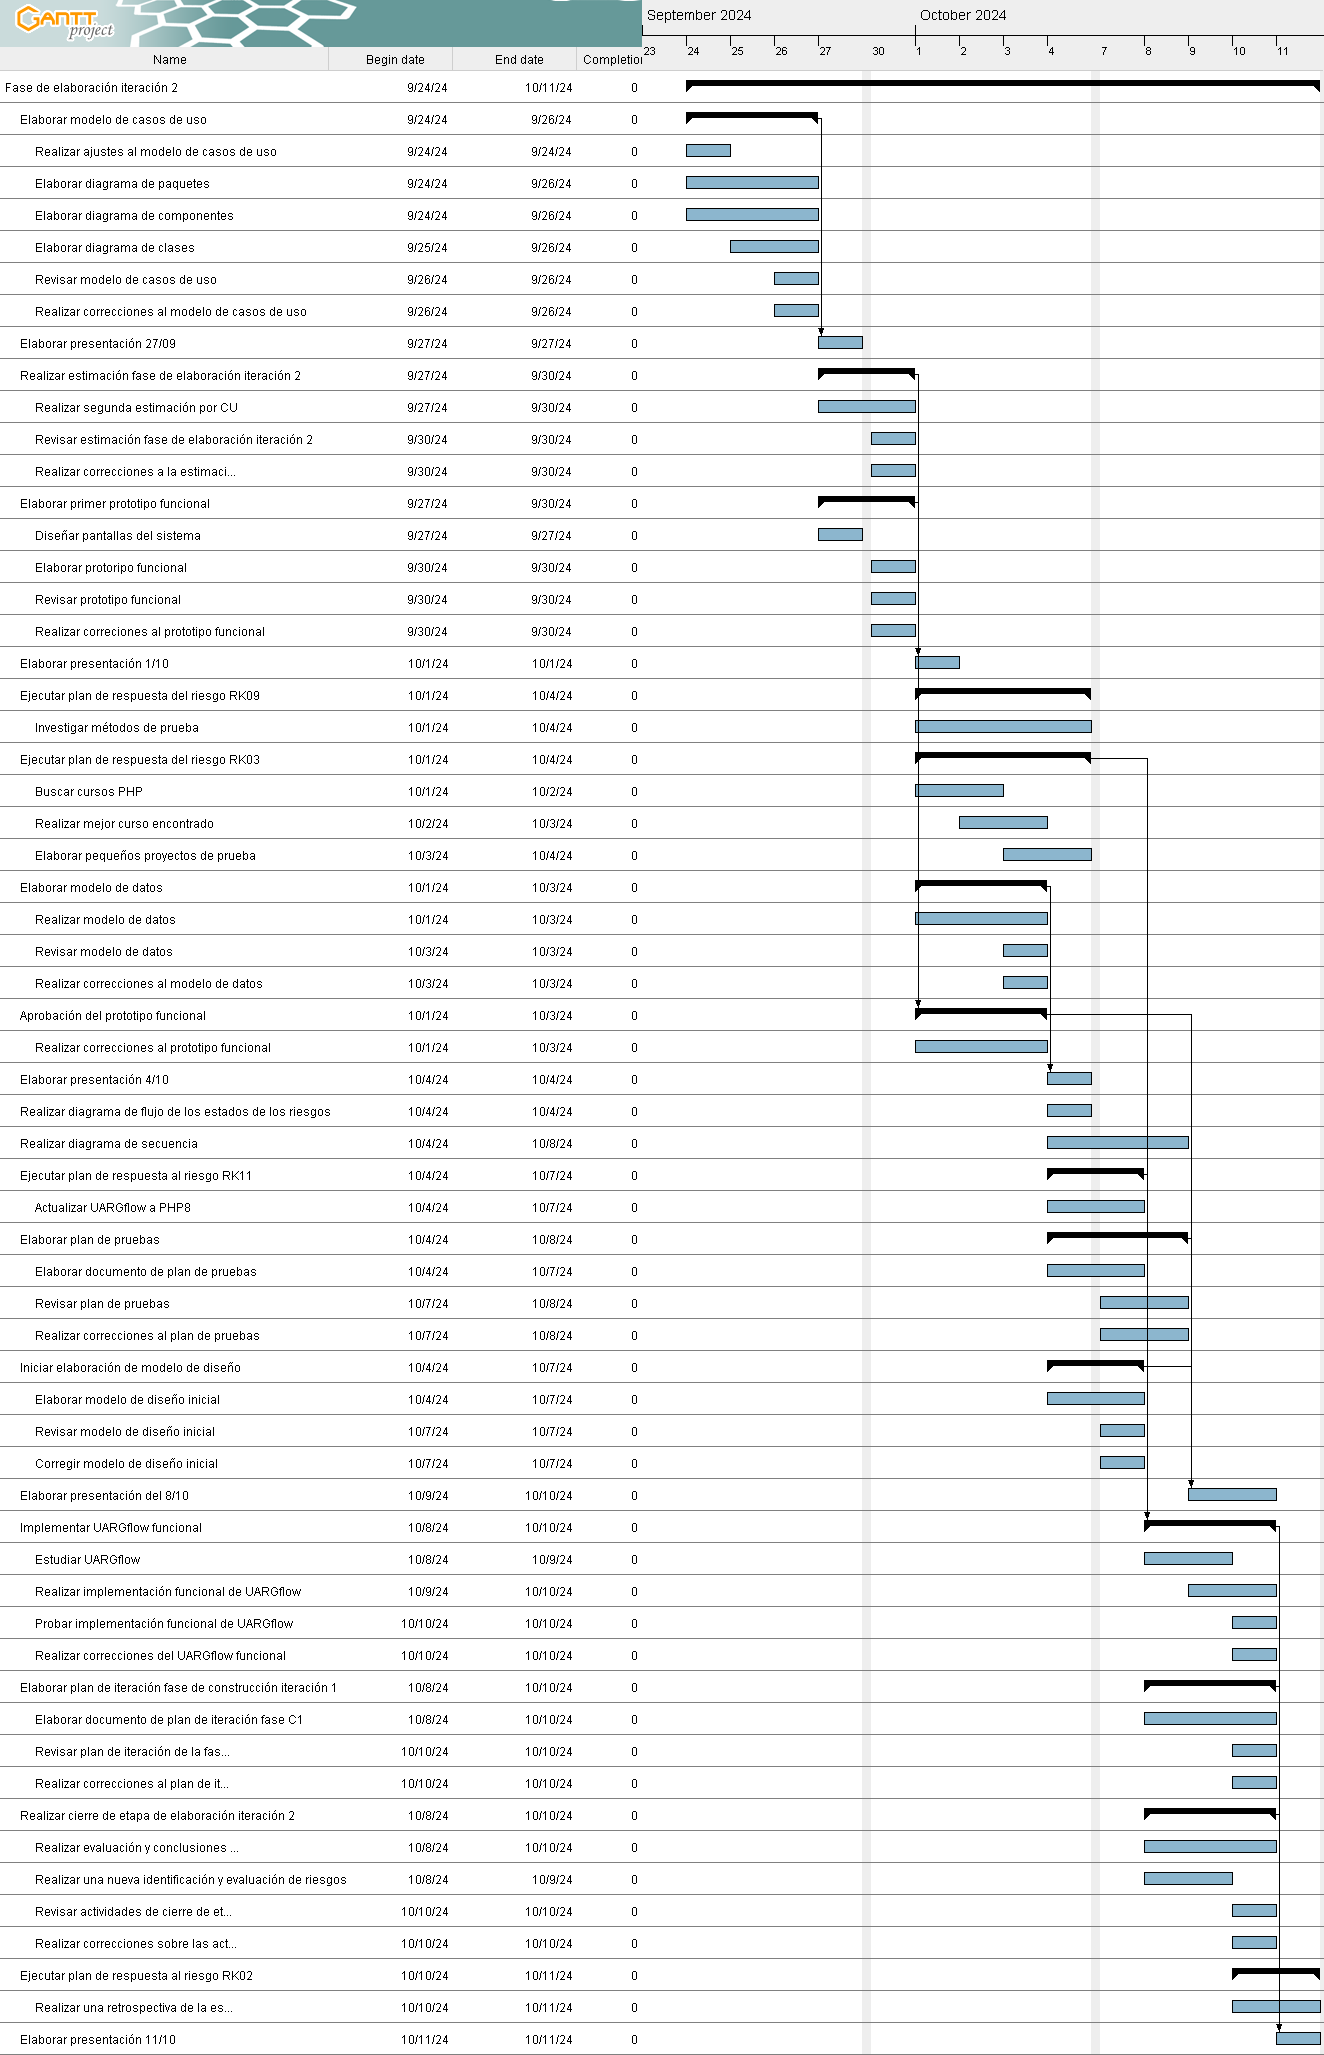 GANTT project
September 2024 October 2024
23 24 25 26 27 30 1 2 3 4 7 8 9 10 11
Name Begin date End date Completion
Fase de elaboración iteración 2 9/24/24 10/11/24 0
Elaborar modelo de casos de uso 9/24/24 9/26/24 0
Realizar ajustes al modelo de casos de uso 9/24/24 9/24/24 0
Elaborar diagrama de paquetes 9/24/24 9/26/24 0
Elaborar diagrama de componentes 9/24/24 9/26/24 0
Elaborar diagrama de clases 9/25/24 9/26/24 0
Revisar modelo de casos de uso 9/26/24 9/26/24 0
Realizar correcciones al modelo de casos de uso 9/26/24 9/26/24 0
Elaborar presentación 27/09 9/27/24 9/27/24 0
Realizar estimación fase de elaboración iteración 2 9/27/24 9/30/24 0
Realizar segunda estimación por CU 9/27/24 9/30/24 0
Revisar estimación fase de elaboración iteración 2 9/30/24 9/30/24 0
Realizar correcciones a la estimaci... 9/30/24 9/30/24 0
Elaborar primer prototipo funcional 9/27/24 9/30/24 0
Diseñar pantallas del sistema 9/27/24 9/27/24 0
Elaborar protoripo funcional 9/30/24 9/30/24 0
Revisar prototipo funcional 9/30/24 9/30/24 0
Realizar correciones al prototipo funcional 9/30/24 9/30/24 0
Elaborar presentación 1/10 10/1/24 10/1/24 0
Ejecutar plan de respuesta del riesgo RK09 10/1/24 10/4/24 0
Investigar métodos de prueba 10/1/24 10/4/24 0
Ejecutar plan de respuesta del riesgo RK03 10/1/24 10/4/24 0
Buscar cursos PHP 10/1/24 10/2/24 0
Realizar mejor curso encontrado 10/2/24 10/3/24 0
Elaborar pequeños proyectos de prueba 10/3/24 10/4/24 0
Elaborar modelo de datos 10/1/24 10/3/24 0
Realizar modelo de datos 10/1/24 10/3/24 0
Revisar modelo de datos 10/3/24 10/3/24 0
Realizar correcciones al modelo de datos 10/3/24 10/3/24 0
Aprobación del prototipo funcional 10/1/24 10/3/24 0
Realizar correcciones al prototipo funcional 10/1/24 10/3/24 0
Elaborar presentación 4/10 10/4/24 10/4/24 0
Realizar diagrama de flujo de los estados de los riesgos 10/4/24 10/4/24 0
Realizar diagrama de secuencia 10/4/24 10/8/24 0
Ejecutar plan de respuesta al riesgo RK11 10/4/24 10/7/24 0
Actualizar UARGflow a PHP8 10/4/24 10/7/24 0
Elaborar plan de pruebas 10/4/24 10/8/24 0
Elaborar documento de plan de pruebas 10/4/24 10/7/24 0
Revisar plan de pruebas 10/7/24 10/8/24 0
Realizar correcciones al plan de pruebas 10/7/24 10/8/24 0
Iniciar elaboración de modelo de diseño 10/4/24 10/7/24 0
Elaborar modelo de diseño inicial 10/4/24 10/7/24 0
Revisar modelo de diseño inicial 10/7/24 10/7/24 0
Corregir modelo de diseño inicial 10/7/24 10/7/24 0
Elaborar presentación del 8/10 10/9/24 10/10/24 0
Implementar UARGflow funcional 10/8/24 10/10/24 0
Estudiar UARGflow 10/8/24 10/9/24 0
Realizar implementación funcional de UARGflow 10/9/24 10/10/24 0
Probar implementación funcional de UARGflow 10/10/24 10/10/24 0
Realizar correcciones del UARGflow funcional 10/10/24 10/10/24 0
Elaborar plan de iteración fase de construcción iteración 1 10/8/24 10/10/24 0
Elaborar documento de plan de iteración fase C1 10/8/24 10/10/24 0
Revisar plan de iteración de la fas... 10/10/24 10/10/24 0
Realizar correcciones al plan de it... 10/10/24 10/10/24 0
Realizar cierre de etapa de elaboración iteración 2 10/8/24 10/10/24 0
Realizar evaluación y conclusiones ... 10/8/24 10/10/24 0
Realizar una nueva identificación y evaluación de riesgos 10/8/24 10/9/24 0
Revisar actividades de cierre de et... 10/10/24 10/10/24 0
Realizar correcciones sobre las act... 10/10/24 10/10/24 0
Ejecutar plan de respuesta al riesgo RK02 10/10/24 10/11/24 0
Realizar una retrospectiva de la es... 10/10/24 10/11/24 0
Elaborar presentación 11/10 10/11/24 10/11/24 0